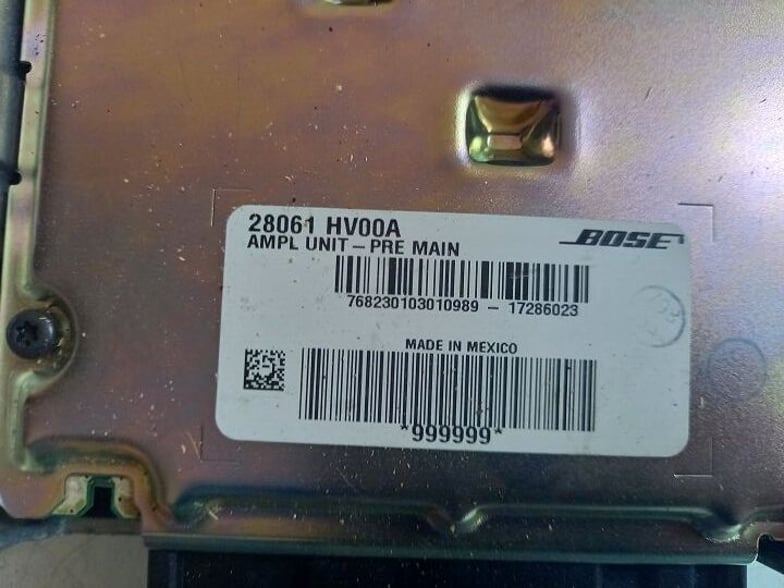 28061 HV00A
AMPL UNIT – PRE MAIN
BOSE
768230103010989 – 17286023
MADE IN MEXICO
*999999*